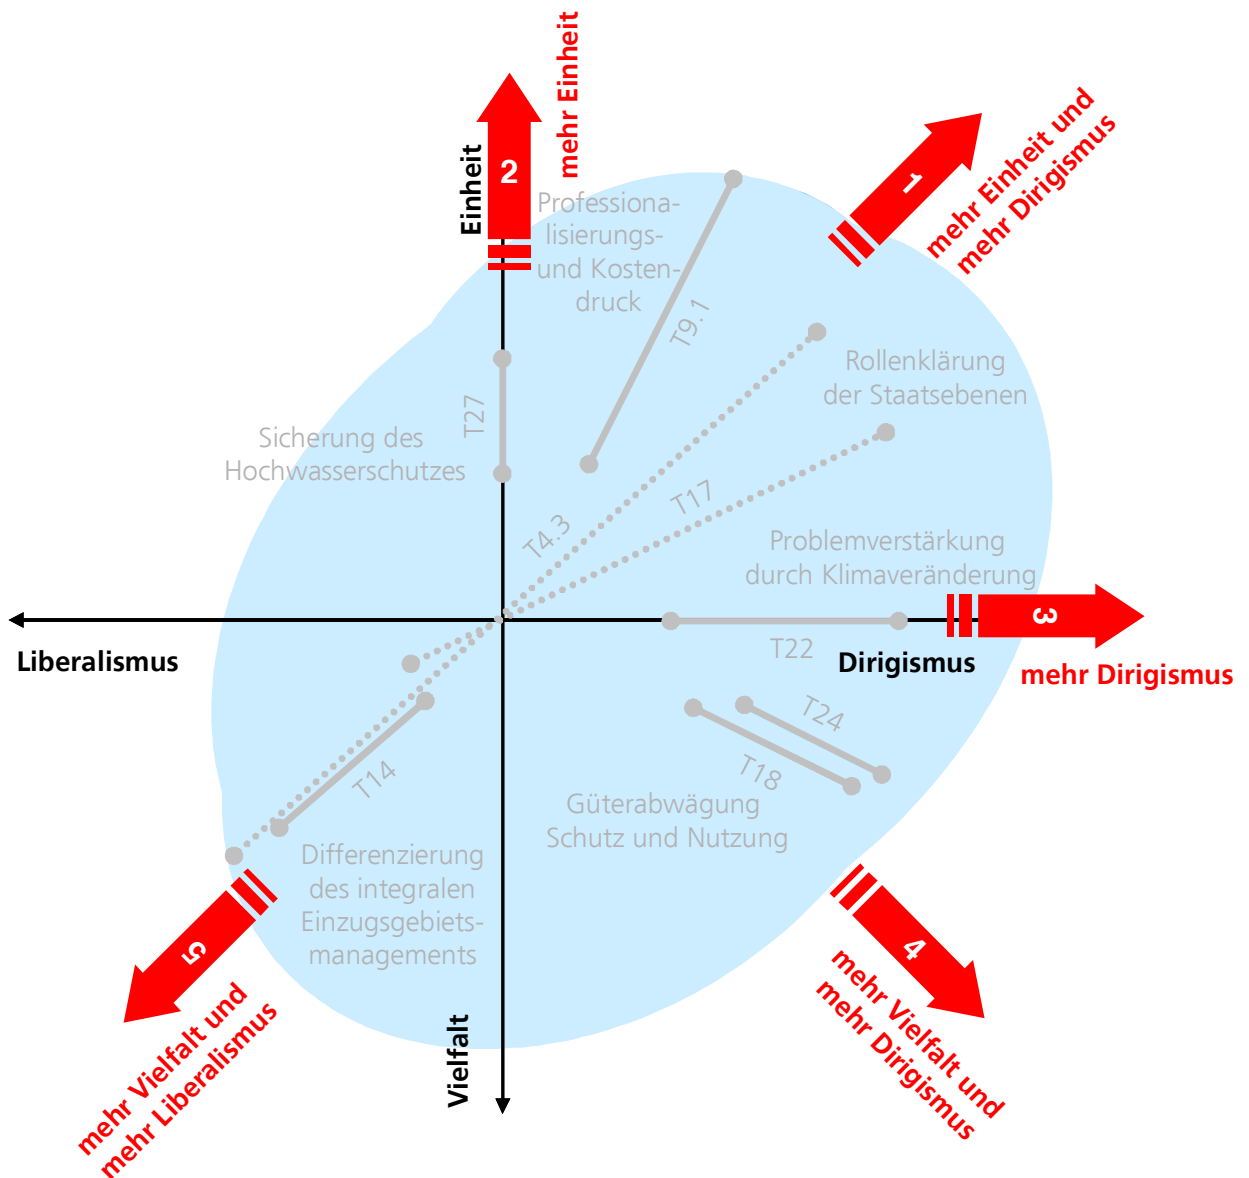 mehr Einheit
2
Einheit
1
mehr Einheit und
mehr Dirigismus
Professiona-
lisierungs-
und Kosten-
druck
T9.1
Rollenklärung
der Staatsebenen
T27
Sicherung des
Hochwasserschutzes
T17
T4.3
Problemverstärkung
durch Klimaveränderung
3
Liberalismus
T22
Dirigismus
mehr Dirigismus
T24
T18
T14
Güterabwägung
Schutz und Nutzung
Differenzierung
des integralen
Einzugsgebiets-
managements
5
4
mehr Vielfalt und
mehr Liberalismus
Vielfalt
mehr Vielfalt und
mehr Dirigismus